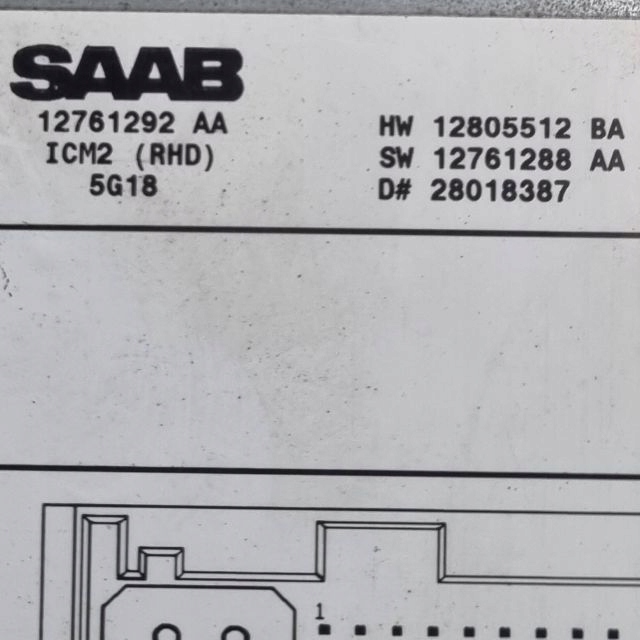 SAAB
12761292 AA
ICM2 (RHD)
5G18
HW 12805512 BA
SW 12761288 AA
D# 28018387
1